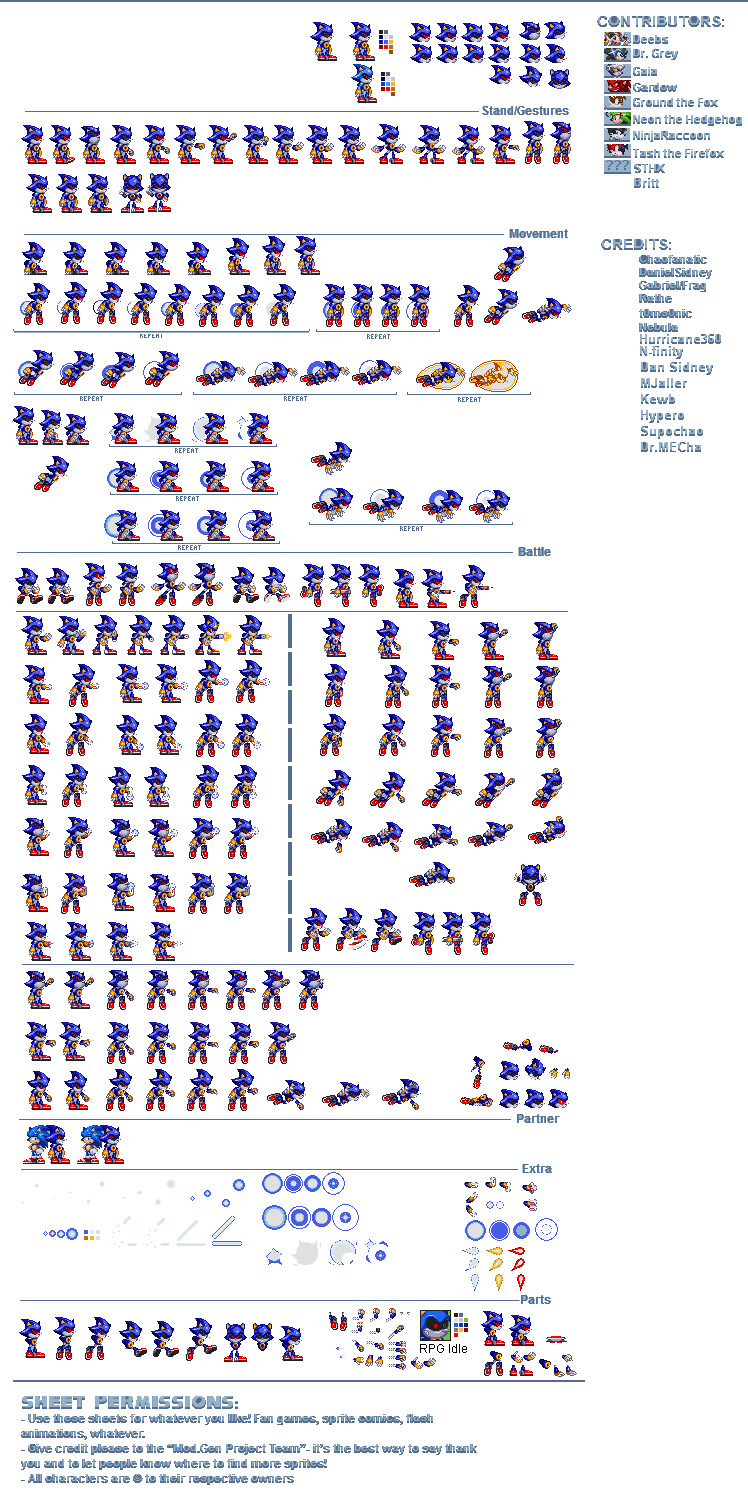 CONTRIBUTORS:
Beebs
Dr. Grey
Gaia
Gardow
Ground the Fox
Neon the Hedgehog
NinjaRaccoon
Tash the Firefox
??? STHX
Britt
Stand/Gestures
Movement
CREDITS:
Chaofanatic
DanielSidney
Gabriel/Frag
Rathe
t0me0nic
Nebula
Hurricane360
N-finity
Dan Sidney
MJaller
Kewb
Hypero
Supochao
Dr.MECha
REPEAT
REPEAT
REPEAT
REPEAT
REPEAT
REPEAT
REPEAT
REPEAT
REPEAT
Battle
Partner
Extra
Parts
RPG Idle
SHEET PERMISSIONS:
- Use these sheets for whatever you like! Fan games, sprite comics, flash
animations, whatever.
- Give credit please to the "Mod.Gen Project Team"- it's the best way to say thank
you and to let people know where to find more sprites!
- All characters are © to their respective owners